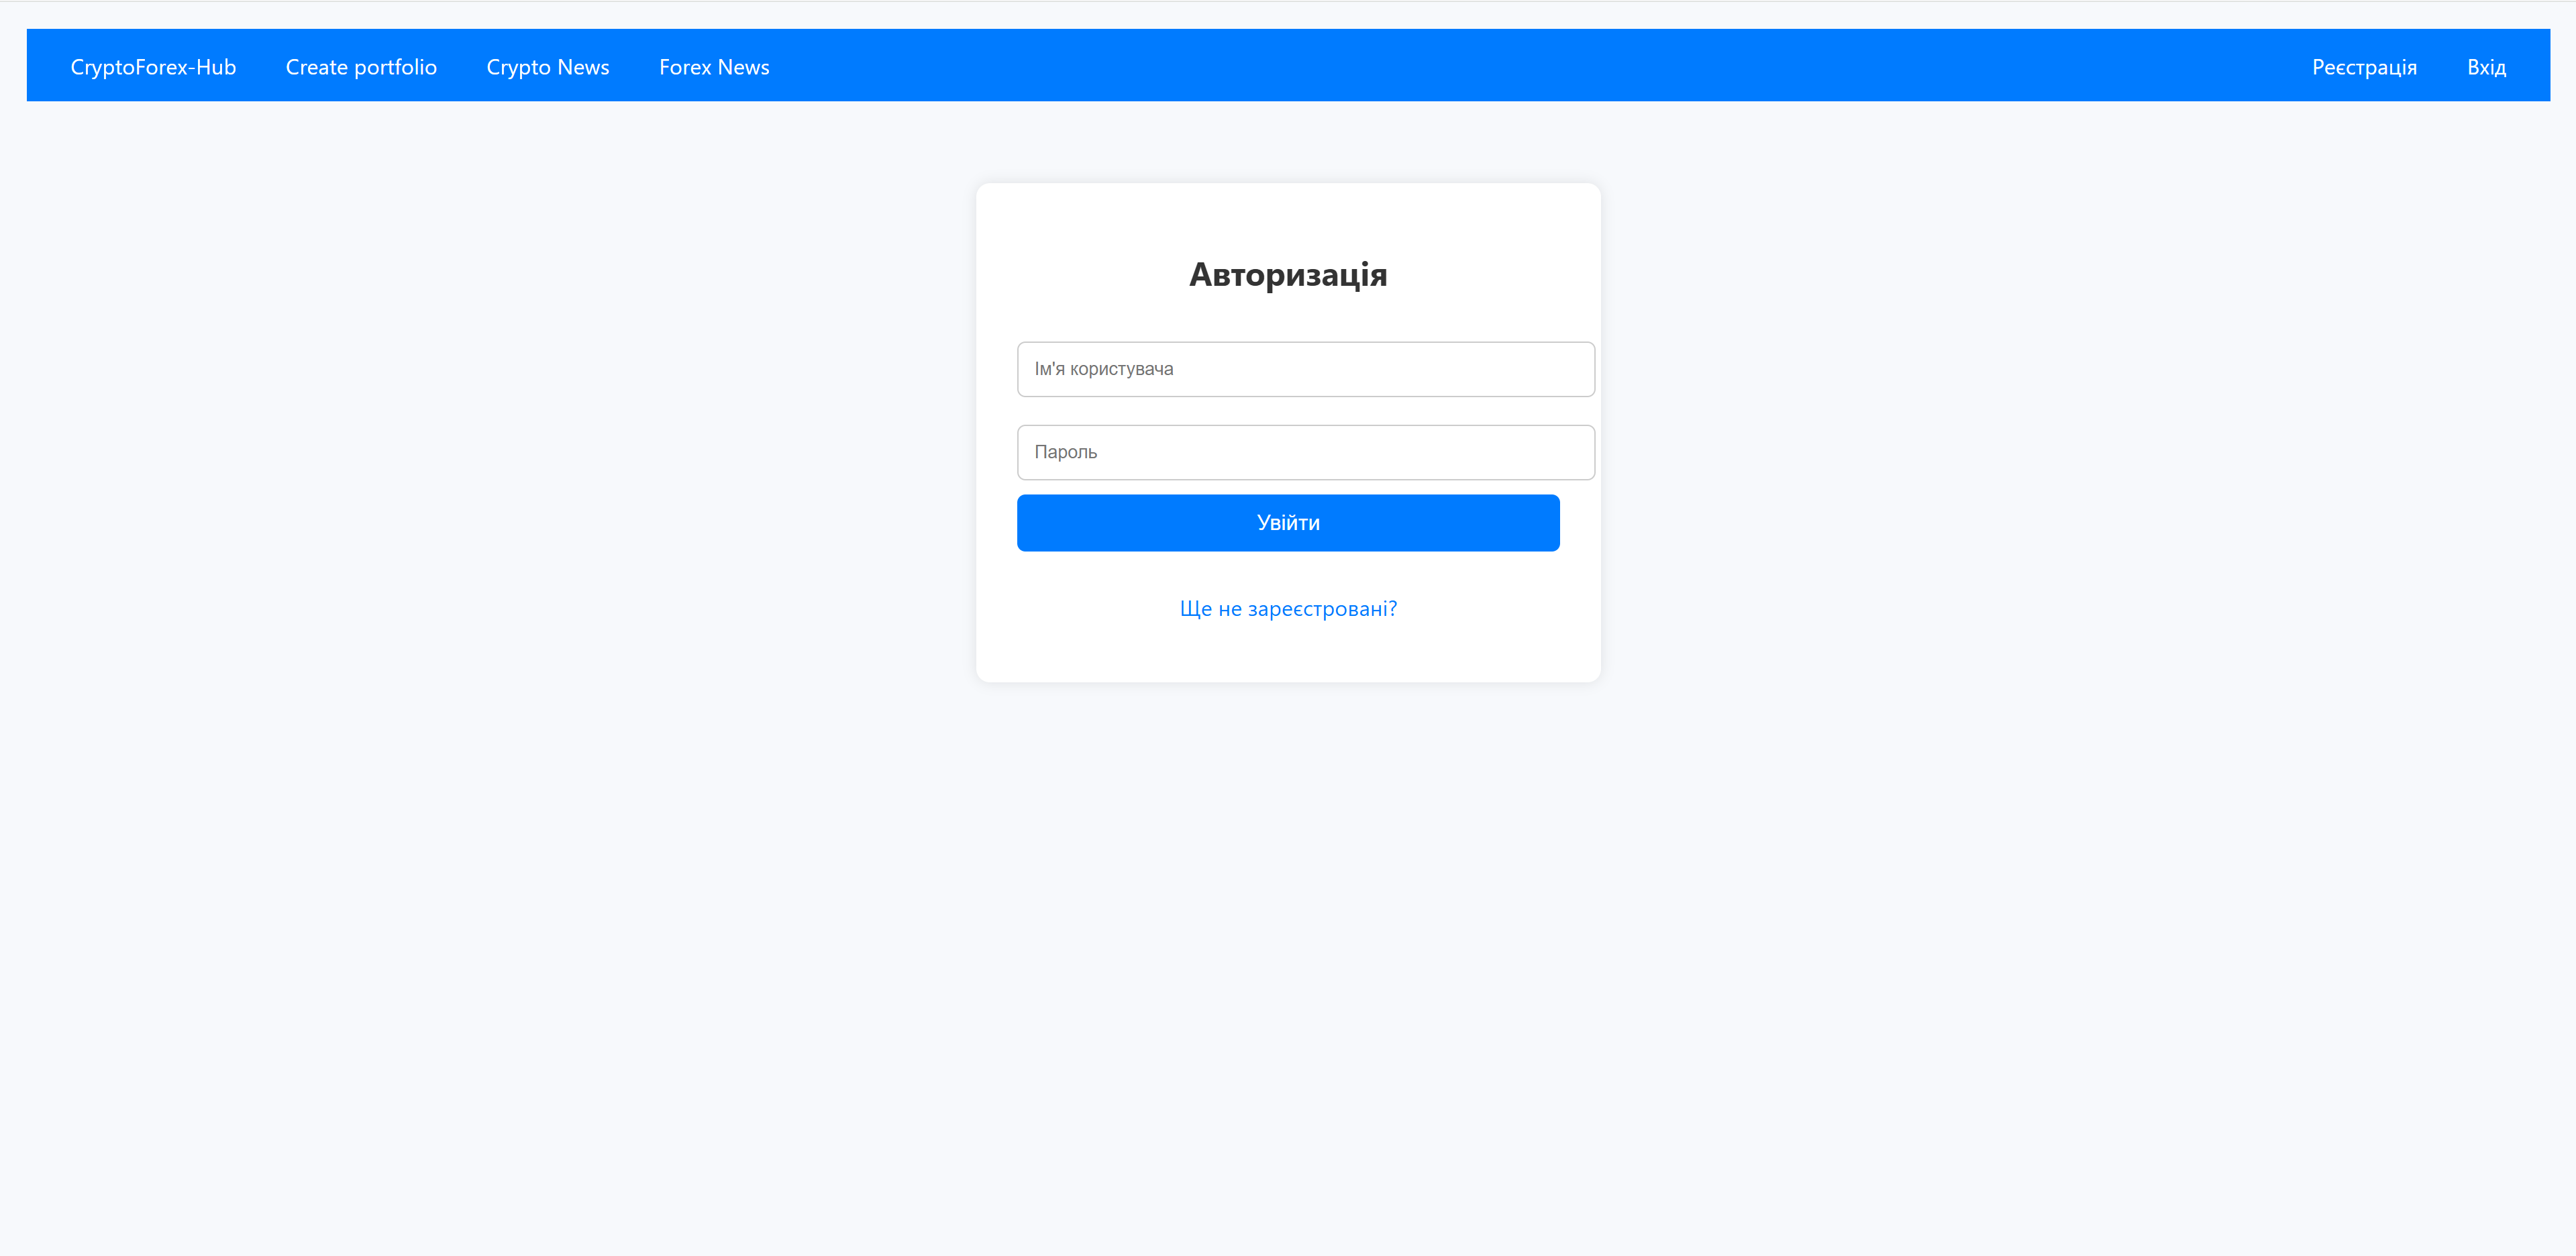 CryptoForex-Hub Create portfolio Crypto News Forex News Реєстрація Вхід
Авторизація
Ім'я користувача
Пароль
Увійти
Ще не зареєстровані?